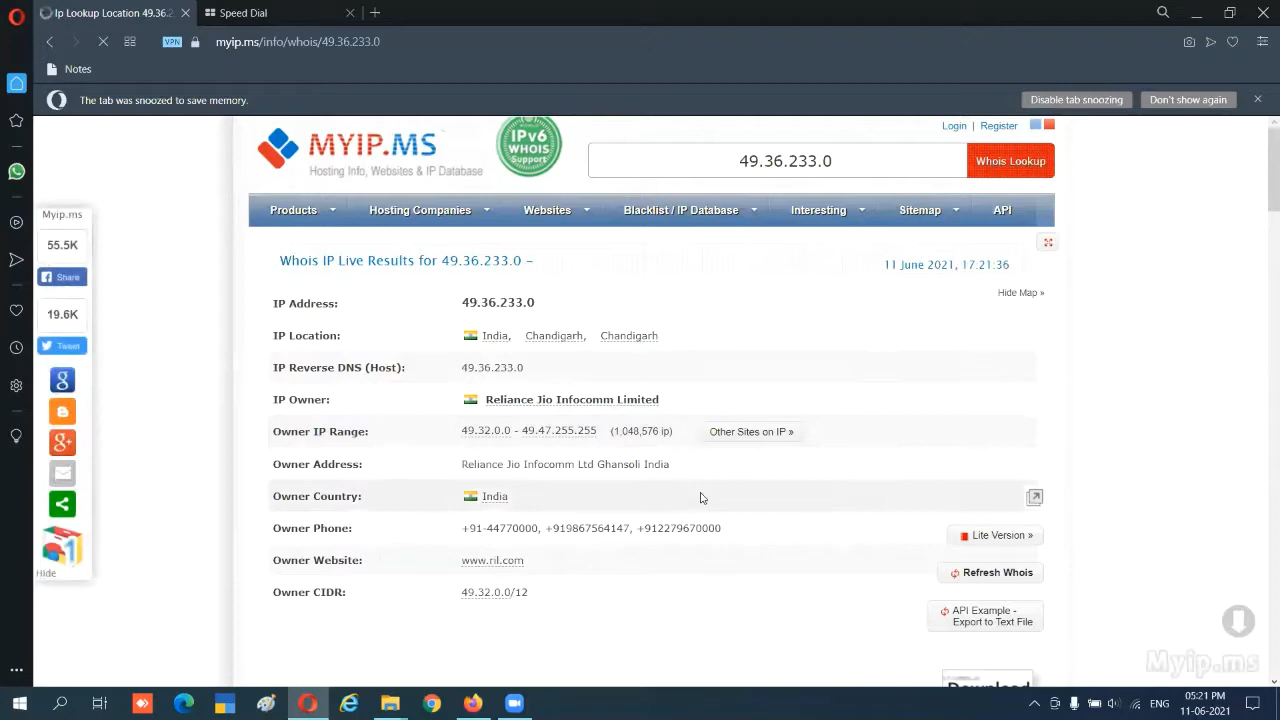 Ip Lookup Location 49.36.2
Speed Dial
VPN
myip.ms/info/whois/49.36.233.0
Notes
The tab was snoozed to save memory.
Disable tab snoozing
Don't show again
Login | Register
MYIP.MS
Hosting Info, Websites & IP Database
IPv6
WHOIS
Support
49.36.233.0
Whois Lookup
Products
Hosting Companies
Websites
Blacklist / IP Database
Interesting
Sitemap
API
Myip.ms
55.5K
Share
19.6K
Tweet
Hide
Whois IP Live Results for 49.36.233.0 –
11 June 2021, 17:21:36
Hide Map »
IP Address: 49.36.233.0
IP Location: India, Chandigarh, Chandigarh
IP Reverse DNS (Host): 49.36.233.0
IP Owner: Reliance Jio Infocomm Limited
Owner IP Range: 49.32.0.0 - 49.47.255.255 (1,048,576 ip) Other Sites on IP »
Owner Address: Reliance Jio Infocomm Ltd Ghansoli India
Owner Country: India
Owner Phone: +91-44770000, +919867564147, +912279670000
Owner Website: www.ril.com
Owner CIDR: 49.32.0.0/12
Lite Version »
Refresh Whois
API Example -
Export to Text File
Download
Myip.ms
ENG
05:21 PM
11-06-2021